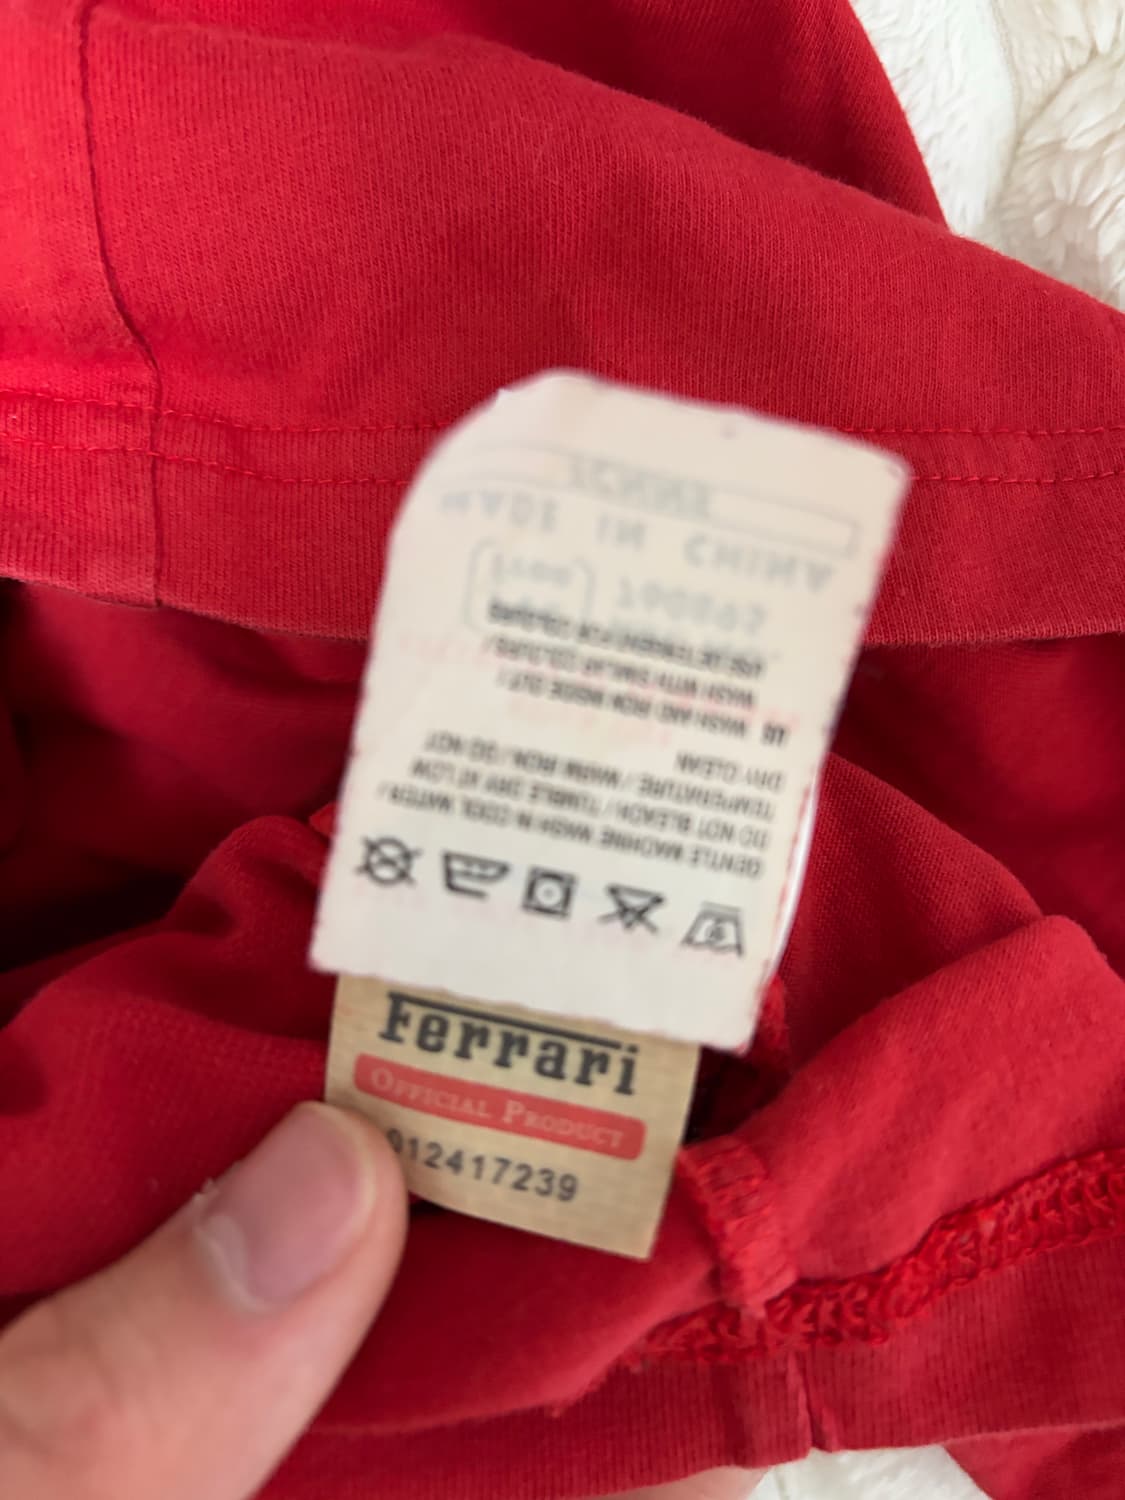 GENTLE MACHINE WASH IN COOL WATER /
DO NOT BLEACH / TUMBLE DRY AT LOW
TEMPERATURE / WARM IRON / DO NOT
DRY CLEAN
WASH AND IRON INSIDE OUT /
WASH WITH SIMILAR COLOURS /
USE DETERGENT FOR COLOURS
MADE IN CHINA
Ferrari
OFFICIAL PRODUCT
012417239